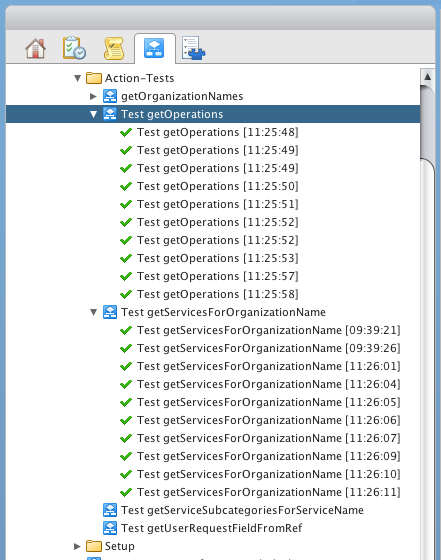 Action-Tests
getOrganizationNames
Test getOperations
Test getOperations [11:25:48]
Test getOperations [11:25:49]
Test getOperations [11:25:49]
Test getOperations [11:25:50]
Test getOperations [11:25:51]
Test getOperations [11:25:52]
Test getOperations [11:25:52]
Test getOperations [11:25:53]
Test getOperations [11:25:57]
Test getOperations [11:25:58]
Test getServicesForOrganizationName
Test getServicesForOrganizationName [09:39:21]
Test getServicesForOrganizationName [09:39:26]
Test getServicesForOrganizationName [11:26:01]
Test getServicesForOrganizationName [11:26:04]
Test getServicesForOrganizationName [11:26:05]
Test getServicesForOrganizationName [11:26:06]
Test getServicesForOrganizationName [11:26:07]
Test getServicesForOrganizationName [11:26:09]
Test getServicesForOrganizationName [11:26:10]
Test getServicesForOrganizationName [11:26:11]
Test getServiceSubcategoriesForServiceName
Test getUserRequestFieldFromRef
Setup